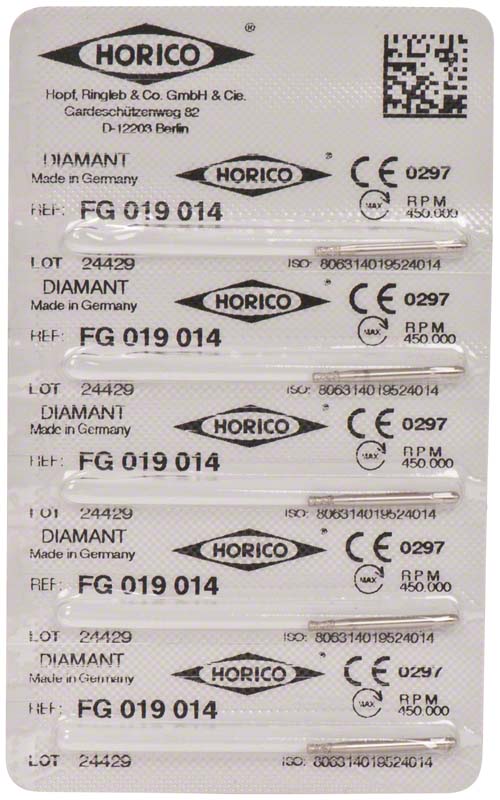 HORICO ®
Hopf, Ringleb & Co. GmbH & Cie.
Gardeschützenweg 82
D-12203 Berlin
DIAMANT HORICO ® CE 0297
Made in Germany
MAX RPM 450.000
REF: FG 019 014
LOT 24429 ISO: 806314019524014
DIAMANT HORICO ® CE 0297
Made in Germany
MAX RPM 450.000
REF: FG 019 014
LOT 24429 ISO: 806314019524014
DIAMANT HORICO ® CE 0297
Made in Germany
MAX RPM 450.000
REF: FG 019 014
LOT 24429 ISO: 806314019524014
DIAMANT HORICO ® CE 0297
Made in Germany
MAX RPM 450.000
REF: FG 019 014
LOT 24429 ISO: 806314019524014
DIAMANT HORICO ® CE 0297
Made in Germany
MAX RPM 450.000
REF: FG 019 014
LOT 24429 ISO: 806314019524014